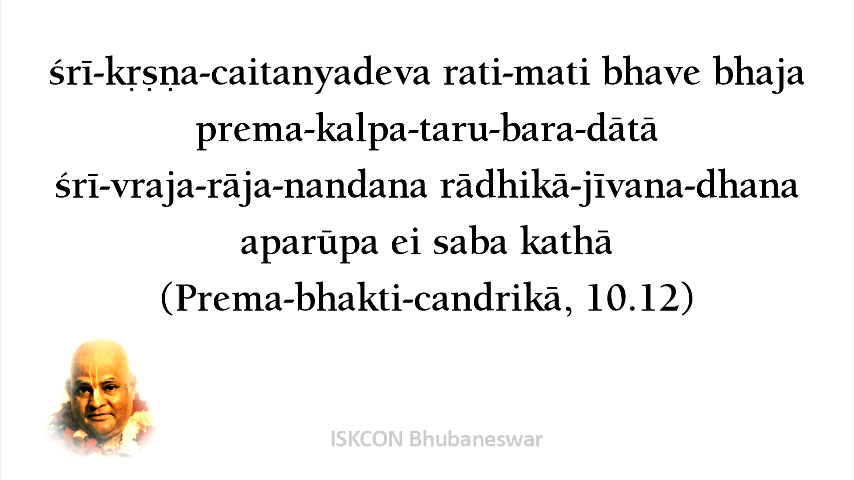 śrī-kṛṣṇa-caitanyadeva rati-mati bhave bhaja
prema-kalpa-taru-bara-dātā
śrī-vraja-rāja-nandana rādhikā-jīvana-dhana
aparūpa ei saba kathā
(Prema-bhakti-candrikā, 10.12)
ISKCON Bhubaneswar